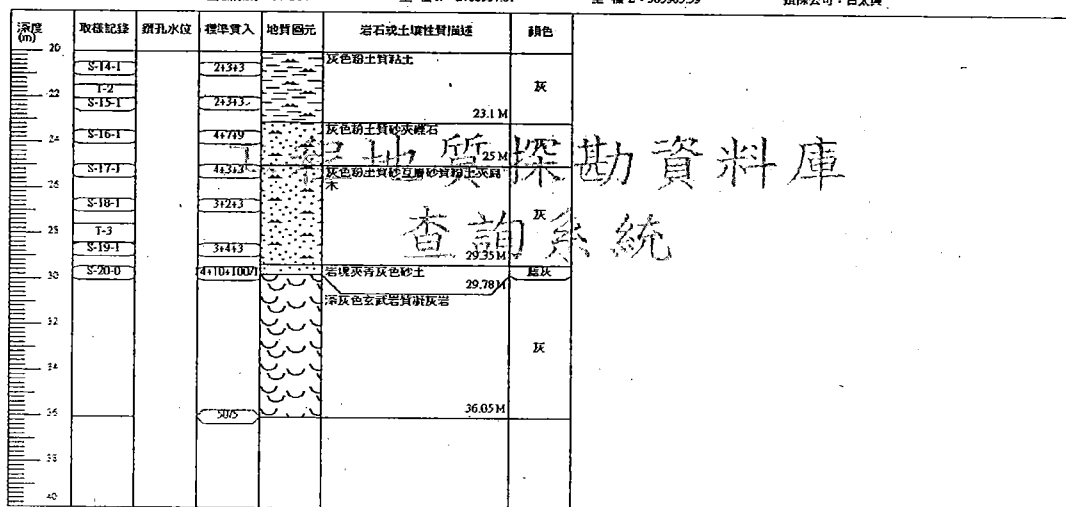 深度(m) 取樣記錄 鑽孔水位 標準貫入 地質圖元 岩石或土壤性質描述 顏色
20
灰色粉土質粘土
S-14-1 2+3+3
T-2 灰
22
S-15-1 2+3+3
23.1 M
灰色粉土質砂夾礫石
S-16-1 4+7+9
24
25 M
S-17-1 4+3+3 灰色粉土質砂互層砂質粉土夾
木
26
S-18-1 3+2+3
灰
T-3
28
S-19-1 3+4+3
29.35 M
S-20-0 4+10+100/1 岩塊夾青灰色砂土
30
29.78 M
深灰色玄武岩質凝灰岩
32
灰
34
36.05 M
50/5
36
38
40
工程地質探勘資料庫
查詢系統